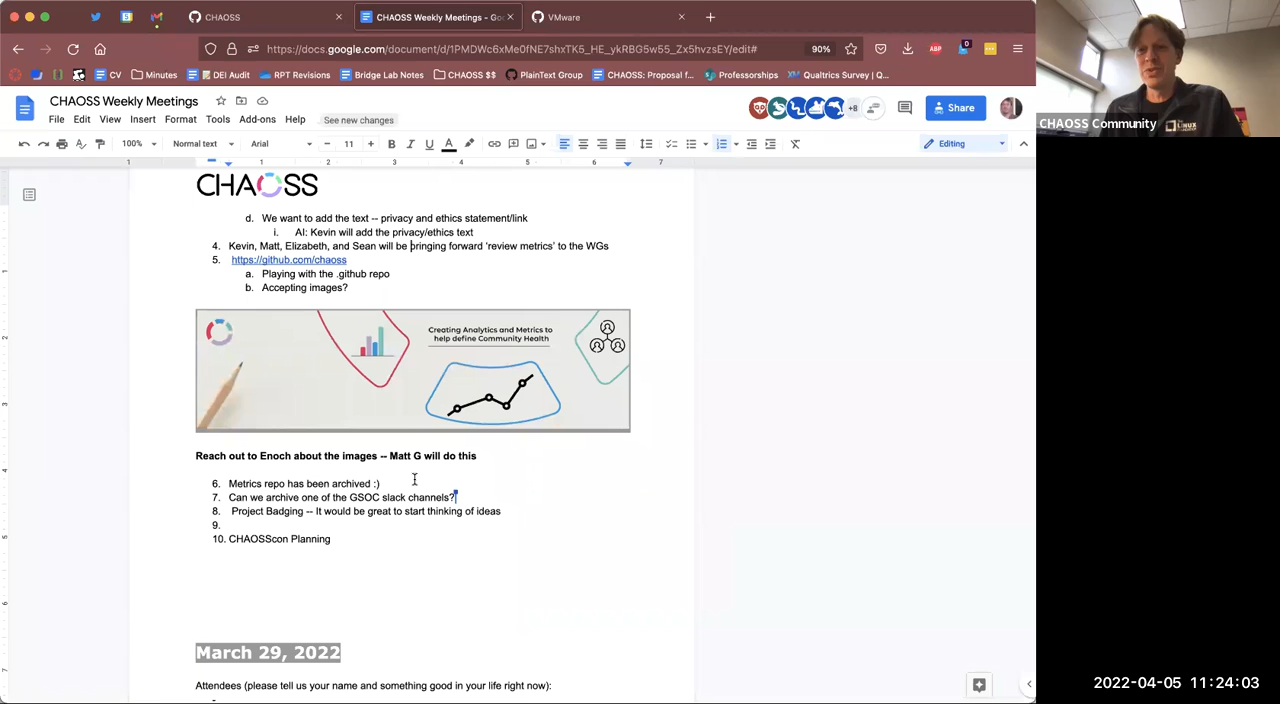 CHAOSS
CHAOSS Weekly Meetings - Goo
VMware
https://docs.google.com/document/d/1PMDWc6xMe0fNE7shxTK5_HE_ykRBG5w55_Zx5hvzsEY/edit#
90%
CV
Minutes
DEI Audit
RPT Revisions
Bridge Lab Notes
CHAOSS $$
PlainText Group
CHAOSS: Proposal f...
Professorships
Qualtrics Survey | Q...
CHAOSS Weekly Meetings
+8
Share
File Edit View Insert Format Tools Add-ons Help
See new changes
100%
Normal text
Arial
11
Editing
CHAOSS
d. We want to add the text -- privacy and ethics statement/link
i. AI: Kevin will add the privacy/ethics text
4. Kevin, Matt, Elizabeth, and Sean will be bringing forward ‘review metrics’ to the WGs
5. https://github.com/chaoss
a. Playing with the .github repo
b. Accepting images?
Creating Analytics and Metrics to
help define Community Health
Reach out to Enoch about the images -- Matt G will do this
6. Metrics repo has been archived :)
7. Can we archive one of the GSOC slack channels?
8. Project Badging -- It would be great to start thinking of ideas
9.
10. CHAOSScon Planning
March 29, 2022
Attendees (please tell us your name and something good in your life right now):
-
CHAOSS Community
LINUX
2022-04-05 11:24:03